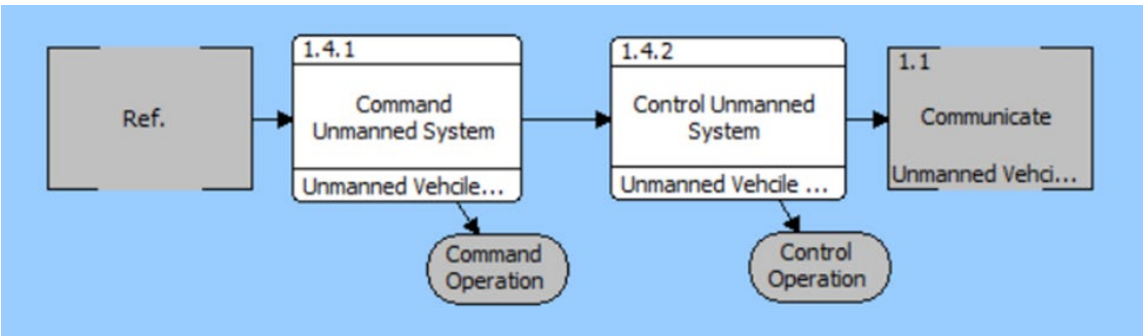 Ref.
1.4.1
Command
Unmanned System
Unmanned Vehcile...
1.4.2
Control Unmanned
System
Unmanned Vehcile ...
1.1
Communicate
Unmanned Vehci...
Command
Operation
Control
Operation